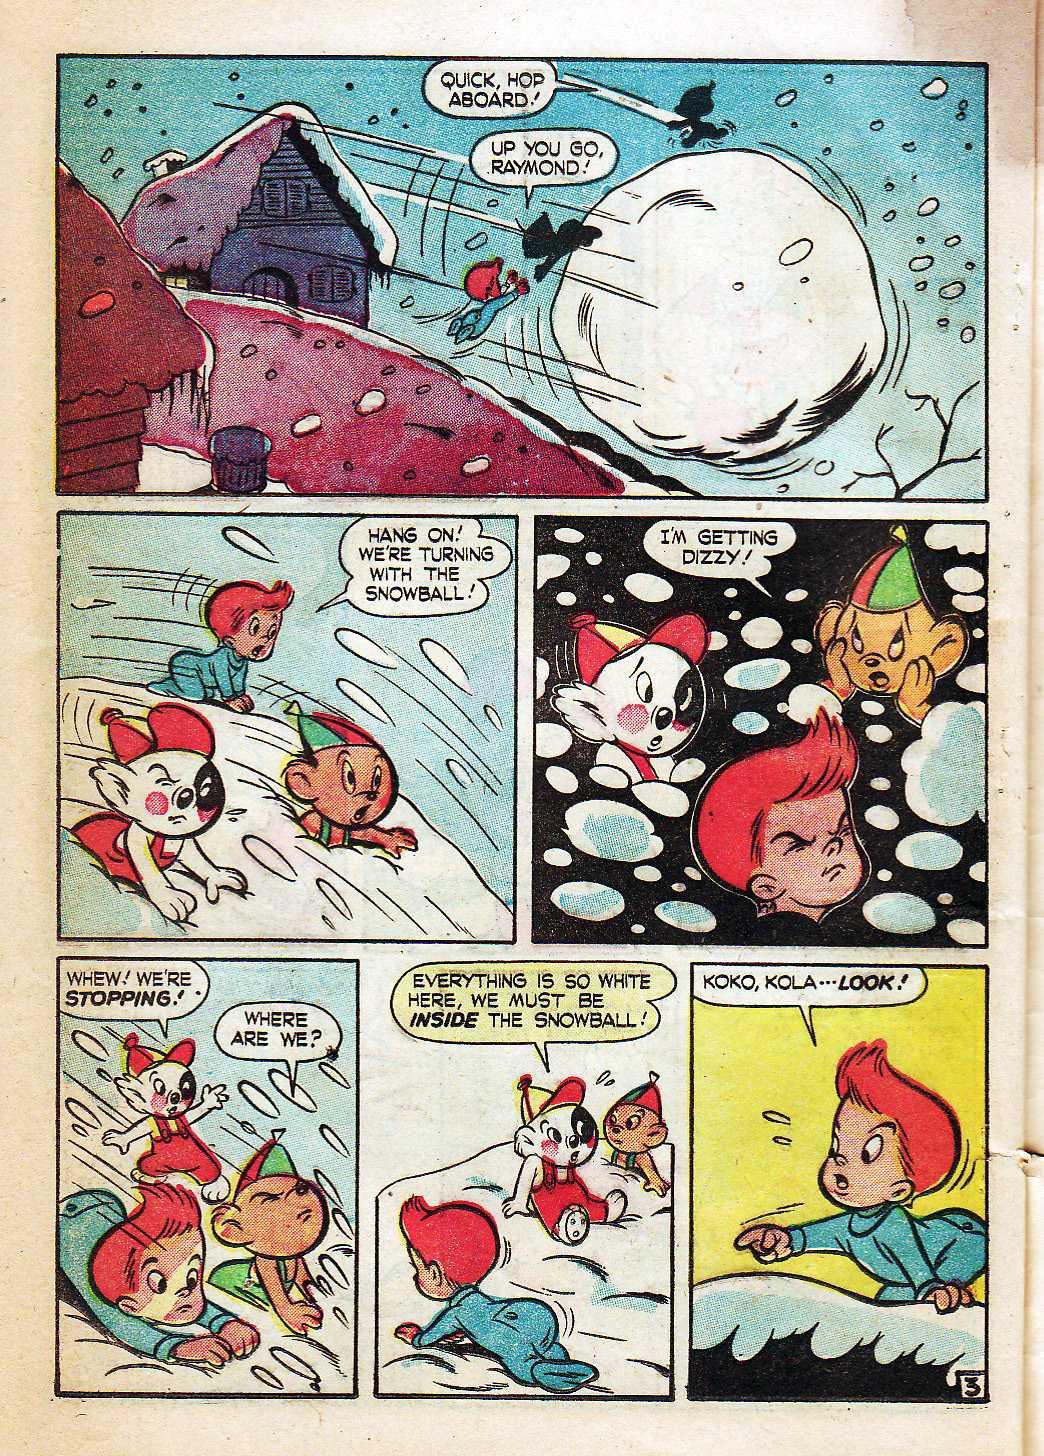 QUICK, HOP
ABOARD!
UP YOU GO,
RAYMOND!
HANG ON!
WE'RE TURNING
WITH THE
SNOWBALL!
I'M GETTING
DIZZY!
WHEW! WE'RE
STOPPING!
WHERE
ARE WE?
EVERYTHING IS SO WHITE
HERE, WE MUST BE
INSIDE THE SNOWBALL!
KOKO, KOLA---LOOK!
3